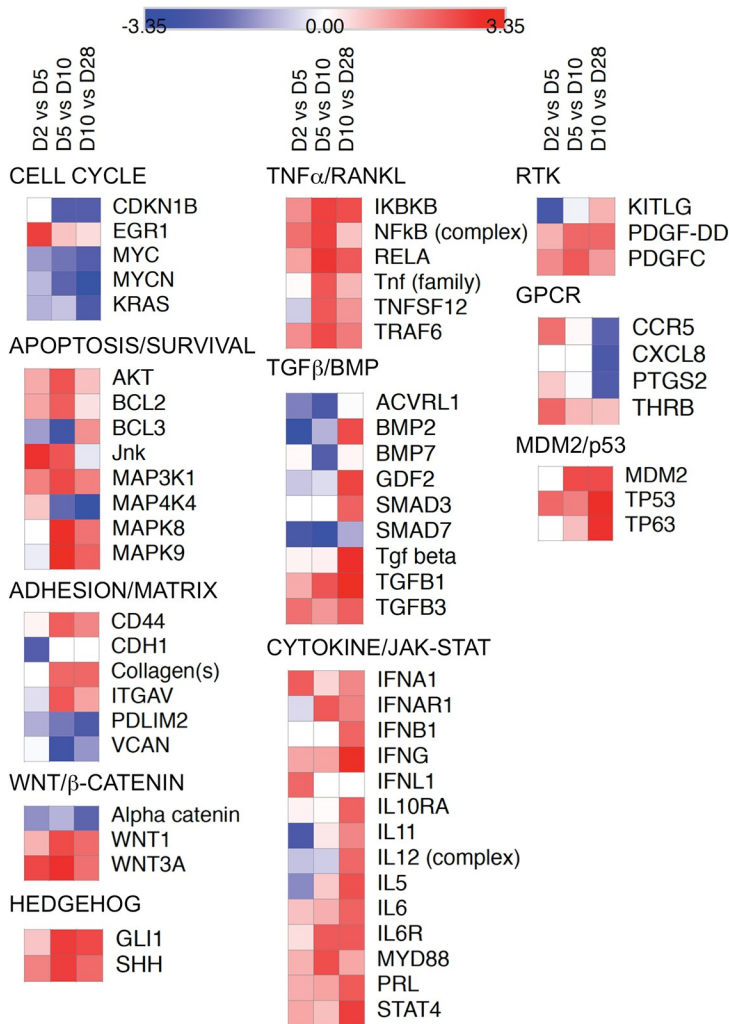 -3.35 0.00 3.35
D2 vs D5
D5 vs D10
D10 vs D28
CELL CYCLE
CDKN1B
EGR1
MYC
MYCN
KRAS
APOPTOSIS/SURVIVAL
AKT
BCL2
BCL3
Jnk
MAP3K1
MAP4K4
MAPK8
MAPK9
ADHESION/MATRIX
CD44
CDH1
Collagen(s)
ITGAV
PDLIM2
VCAN
WNT/β-CATENIN
Alpha catenin
WNT1
WNT3A
HEDGEHOG
GLI1
SHH
D2 vs D5
D5 vs D10
D10 vs D28
TNFα/RANKL
IKBKB
NFkB (complex)
RELA
Tnf (family)
TNFSF12
TRAF6
TGFβ/BMP
ACVRL1
BMP2
BMP7
GDF2
SMAD3
SMAD7
Tgf beta
TGFB1
TGFB3
CYTOKINE/JAK-STAT
IFNA1
IFNAR1
IFNB1
IFNG
IFNL1
IL10RA
IL11
IL12 (complex)
IL5
IL6
IL6R
MYD88
PRL
STAT4
D2 vs D5
D5 vs D10
D10 vs D28
RTK
KITLG
PDGF-DD
PDGFC
GPCR
CCR5
CXCL8
PTGS2
THRB
MDM2/p53
MDM2
TP53
TP63